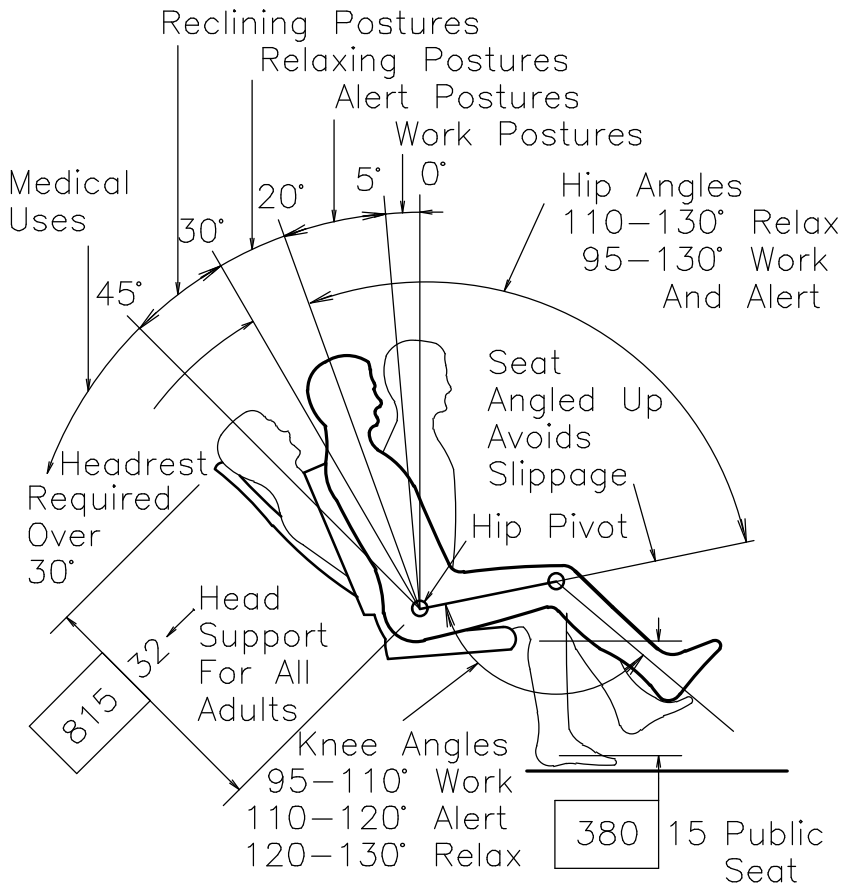 Reclining Postures
Relaxing Postures
Alert Postures
Work Postures
Medical
Uses
45°
30°
20°
5°
0°
Hip Angles
110–130° Relax
95–130° Work
And Alert
Seat
Angled Up
Avoids
Slippage
Headrest
Required
Over
30°
Hip Pivot
Head
Support
For All
Adults
32
815
Knee Angles
95–110° Work
110–120° Alert
120–130° Relax
380 15 Public
Seat